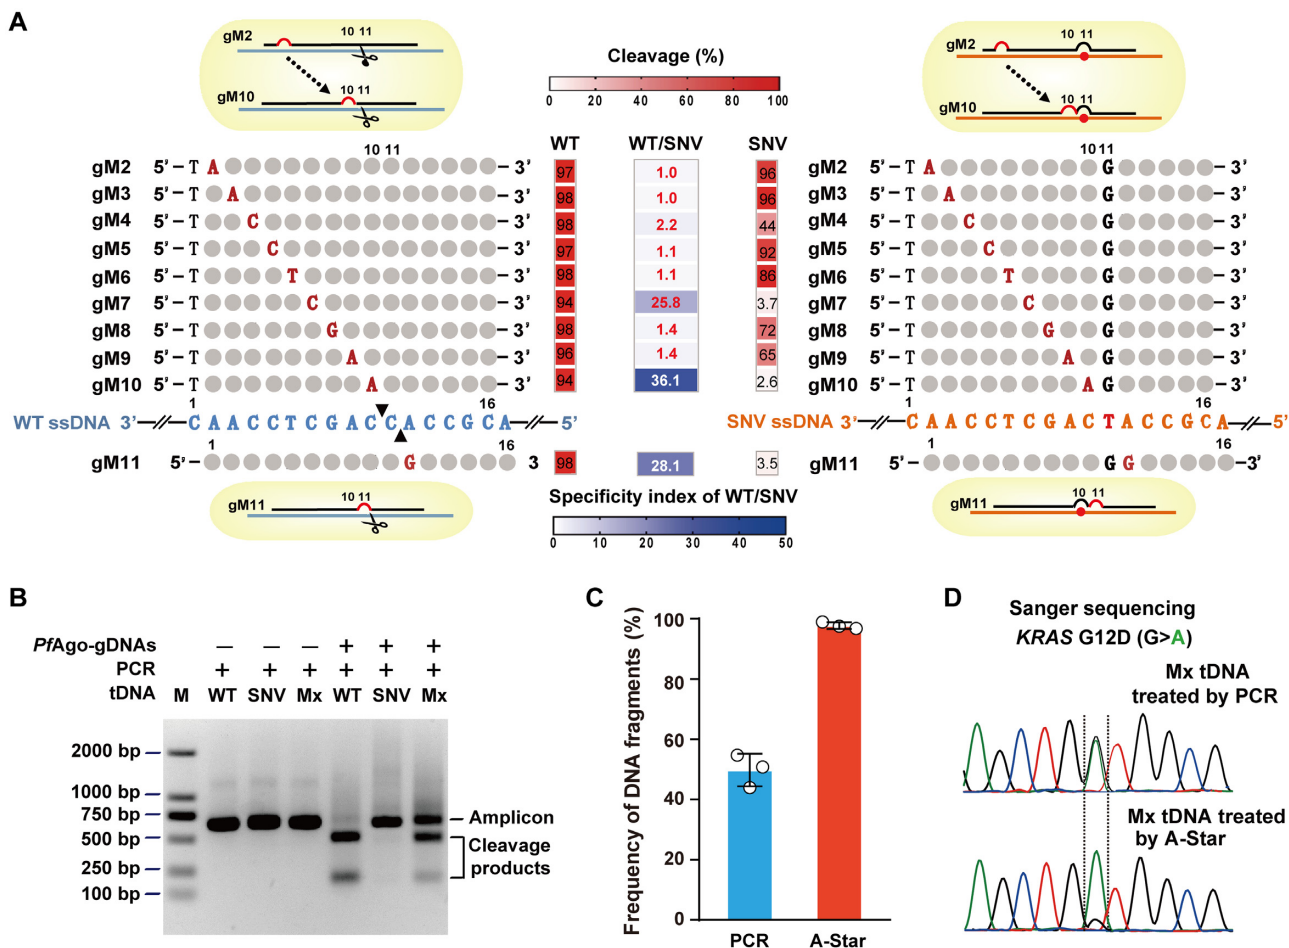 A
gM2
10 11
gM10
10 11
Cleavage (%)
0 20 40 60 80 100
gM2
10 11
gM10
10 11
WT WT/SNV SNV
10 11
10 11
gM2 5’ – T A – 3’ 97 1.0 96 gM2 5’ – T A G – 3’
gM3 5’ – T A – 3’ 98 1.0 96 gM3 5’ – T A G – 3’
gM4 5’ – T C – 3’ 98 2.2 44 gM4 5’ – T C G – 3’
gM5 5’ – T C – 3’ 97 1.1 92 gM5 5’ – T C G – 3’
gM6 5’ – T T – 3’ 98 1.1 86 gM6 5’ – T T G – 3’
gM7 5’ – T C – 3’ 94 25.8 3.7 gM7 5’ – T C G – 3’
gM8 5’ – T G – 3’ 98 1.4 72 gM8 5’ – T G G – 3’
gM9 5’ – T A – 3’ 96 1.4 65 gM9 5’ – T A G – 3’
gM10 5’ – T A – 3’ 94 36.1 2.6 gM10 5’ – T A G – 3’
1 16 1 16
WT ssDNA 3’ C A A C C T C G A C C A C C G C A 5’
SNV ssDNA 3’ C A A C C T C G A C T A C C G C A 5’
1 16 1 16
gM11 5’ – G 3 98 28.1 3.5 gM11 5’ – G G – 3’
gM11
10 11
Specificity index of WT/SNV
0 10 20 30 40 50
gM11
10 11
B
PfAgo-gDNAs — — — + + +
PCR + + + + + +
tDNA M WT SNV Mx WT SNV Mx
2000 bp
1000 bp
750 bp
500 bp
250 bp
100 bp
Amplicon
Cleavage
products
C
Frequency of DNA fragments (%)
100
80
60
40
20
0
PCR A-Star
D
Sanger sequencing
KRAS G12D (G>A)
Mx tDNA
treated by PCR
Mx tDNA treated
by A-Star